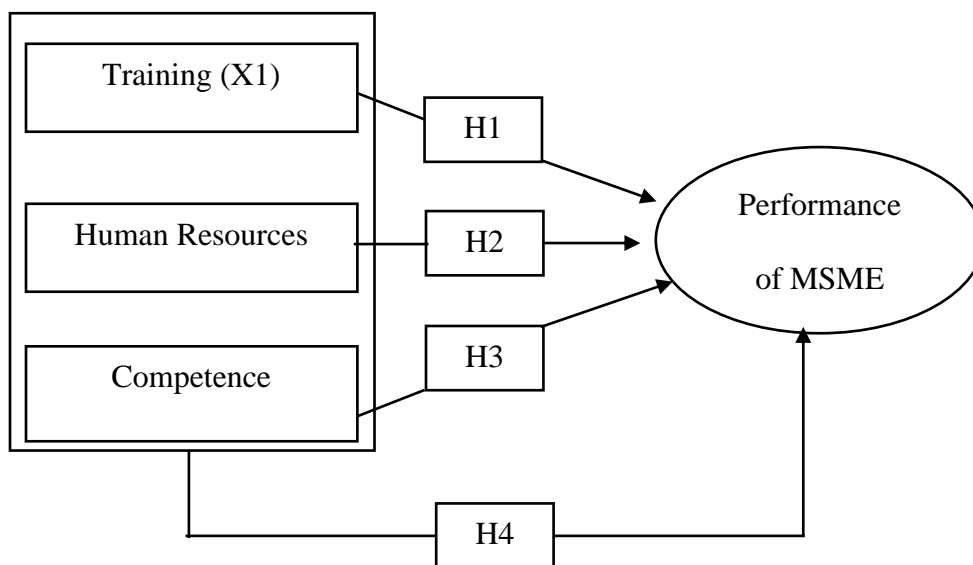 Training (X1)
H1
Human Resources
H2
Performance
of MSME
Competence
H3
H4